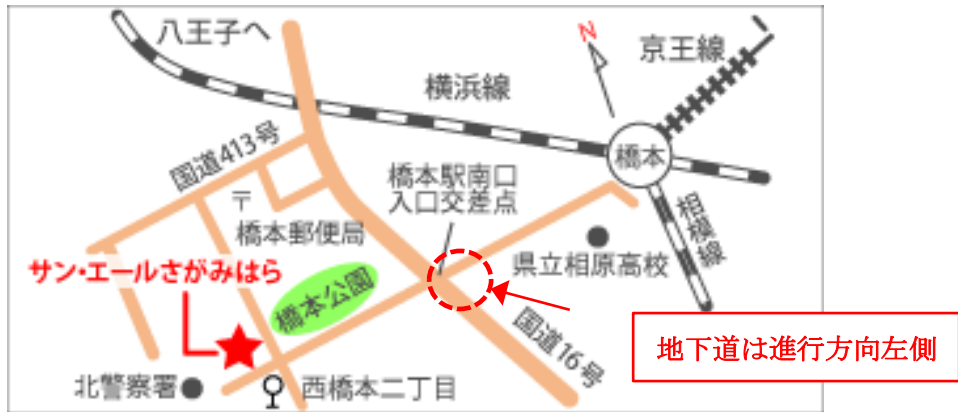 八王子へ
N
京王線
横浜線
橋本
国道413号
橋本駅南口
入口交差点
〒
橋本郵便局
相模線
県立相原高校
サン・エールさがみはら
橋本公園
国道16号
地下道は進行方向左側
北警察署
西橋本二丁目